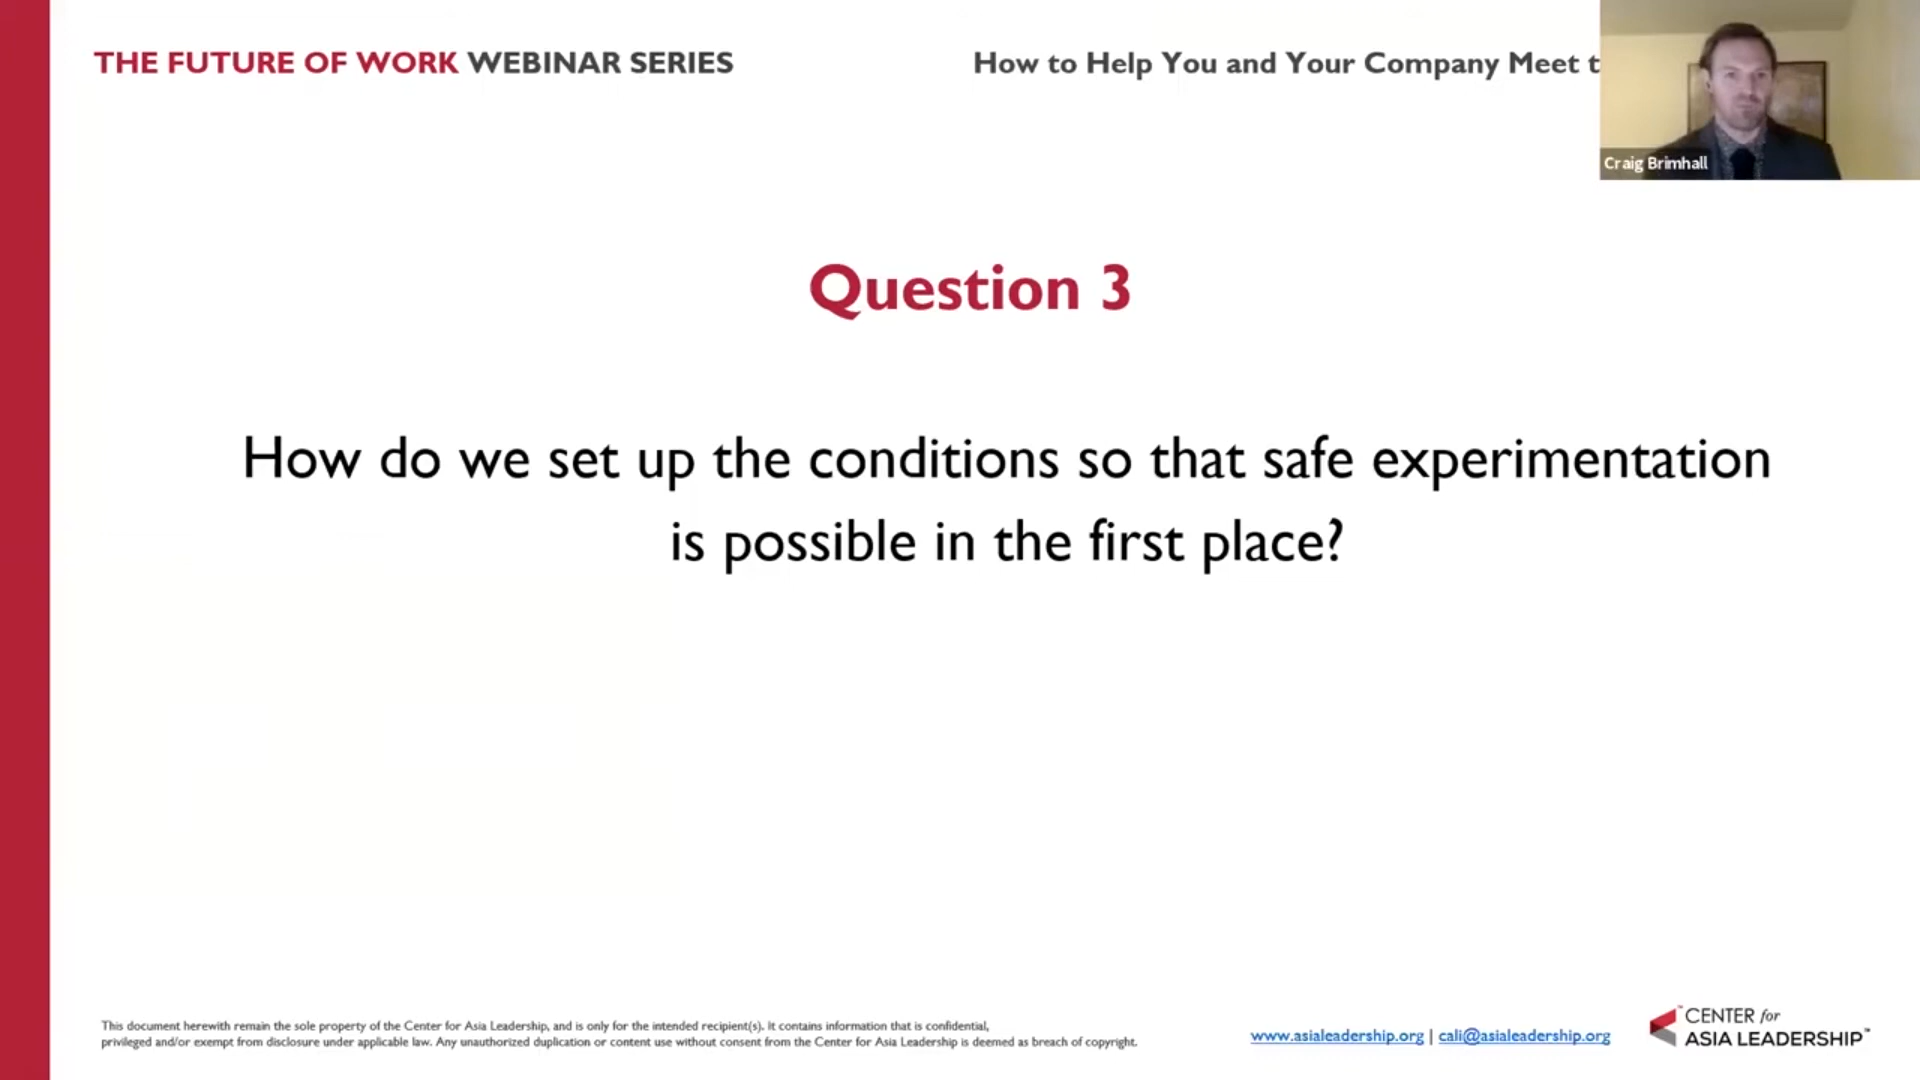 THE FUTURE OF WORK WEBINAR SERIES
How to Help You and Your Company Meet t
Craig Brimhall
Question 3
How do we set up the conditions so that safe experimentation
is possible in the first place?
This document herewith remain the sole property of the Center for Asia Leadership, and is only for the intended recipient(s). It contains information that is confidential,
privileged and/or exempt from disclosure under applicable law. Any unauthorized duplication or content use without consent from the Center for Asia Leadership is deemed as breach of copyright.
www.asialeadership.org | cali@asialeadership.org
CENTER for
ASIA LEADERSHIP™